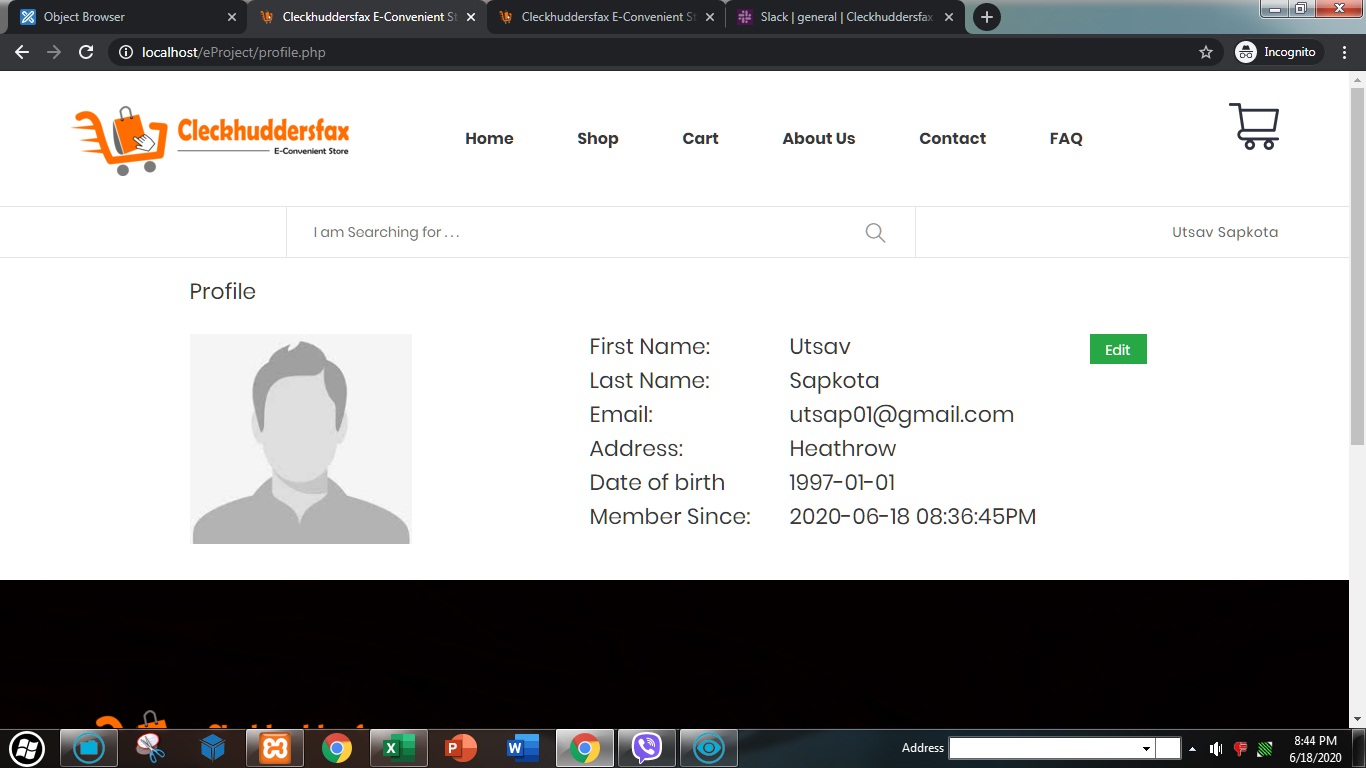 Object Browser
Cleckhuddersfax E-Convenient St
Cleckhuddersfax E-Convenient St
Slack | general | Cleckhuddersfax
localhost/eProject/profile.php
Incognito
Cleckhuddersfax
E-Convenient Store
Home
Shop
Cart
About Us
Contact
FAQ
I am Searching for . . .
Utsav Sapkota
Profile
First Name: Utsav
Edit
Last Name: Sapkota
Email: utsap01@gmail.com
Address: Heathrow
Date of birth 1997-01-01
Member Since: 2020-06-18 08:36:45PM
Address
8:44 PM
6/18/2020